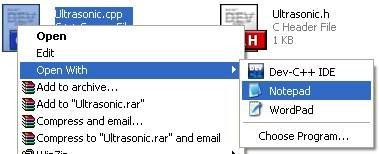 Ultrasonic.cpp
Ultrasonic.h
C Header File
1 KB
Open
Edit
Open With
Add to archive...
Add to "Ultrasonic.rar"
Compress and email...
Compress to "Ultrasonic.rar" and email
WinZip
Dev-C++ IDE
Notepad
WordPad
Choose Program...